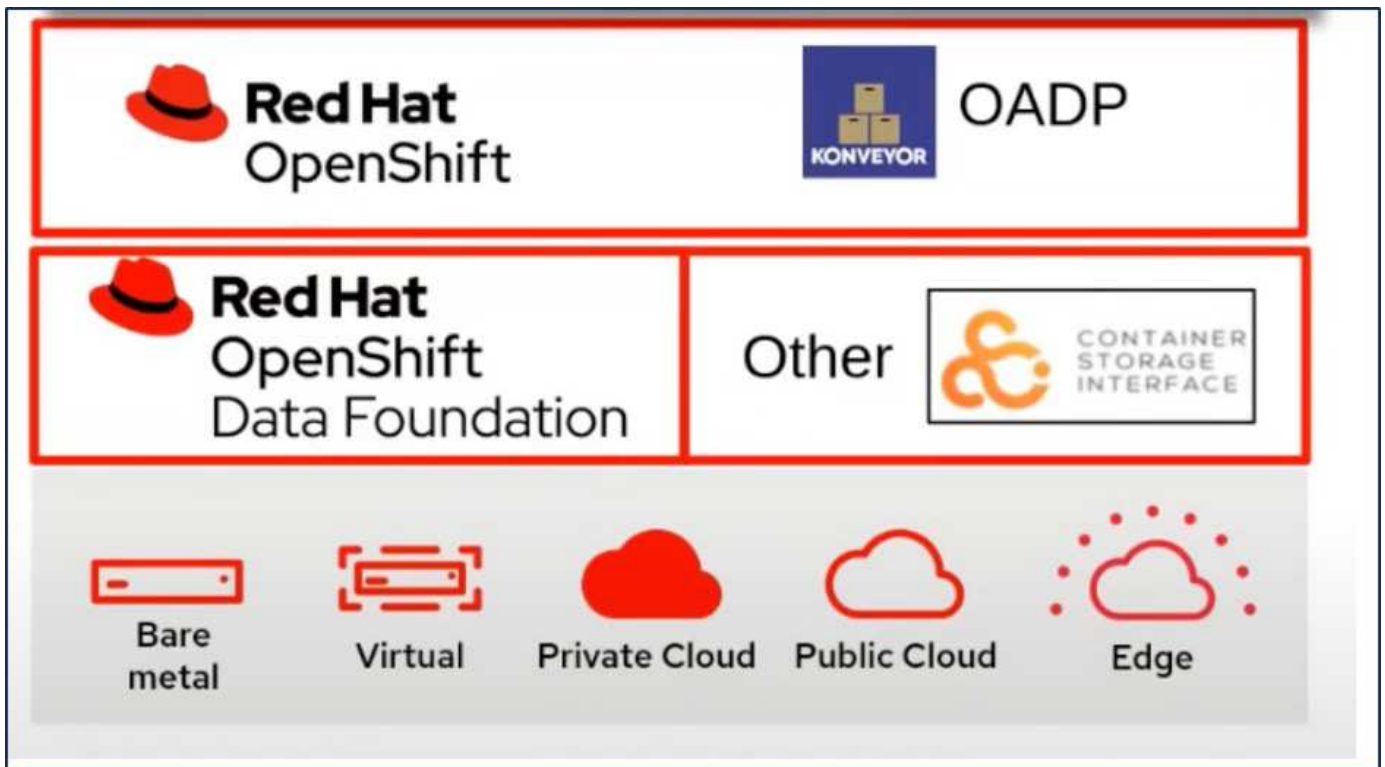 Red Hat
OpenShift
KONVEYOR
OADP
Red Hat
OpenShift
Data Foundation
Other
CONTAINER
STORAGE
INTERFACE
Bare
metal
Virtual
Private Cloud
Public Cloud
Edge